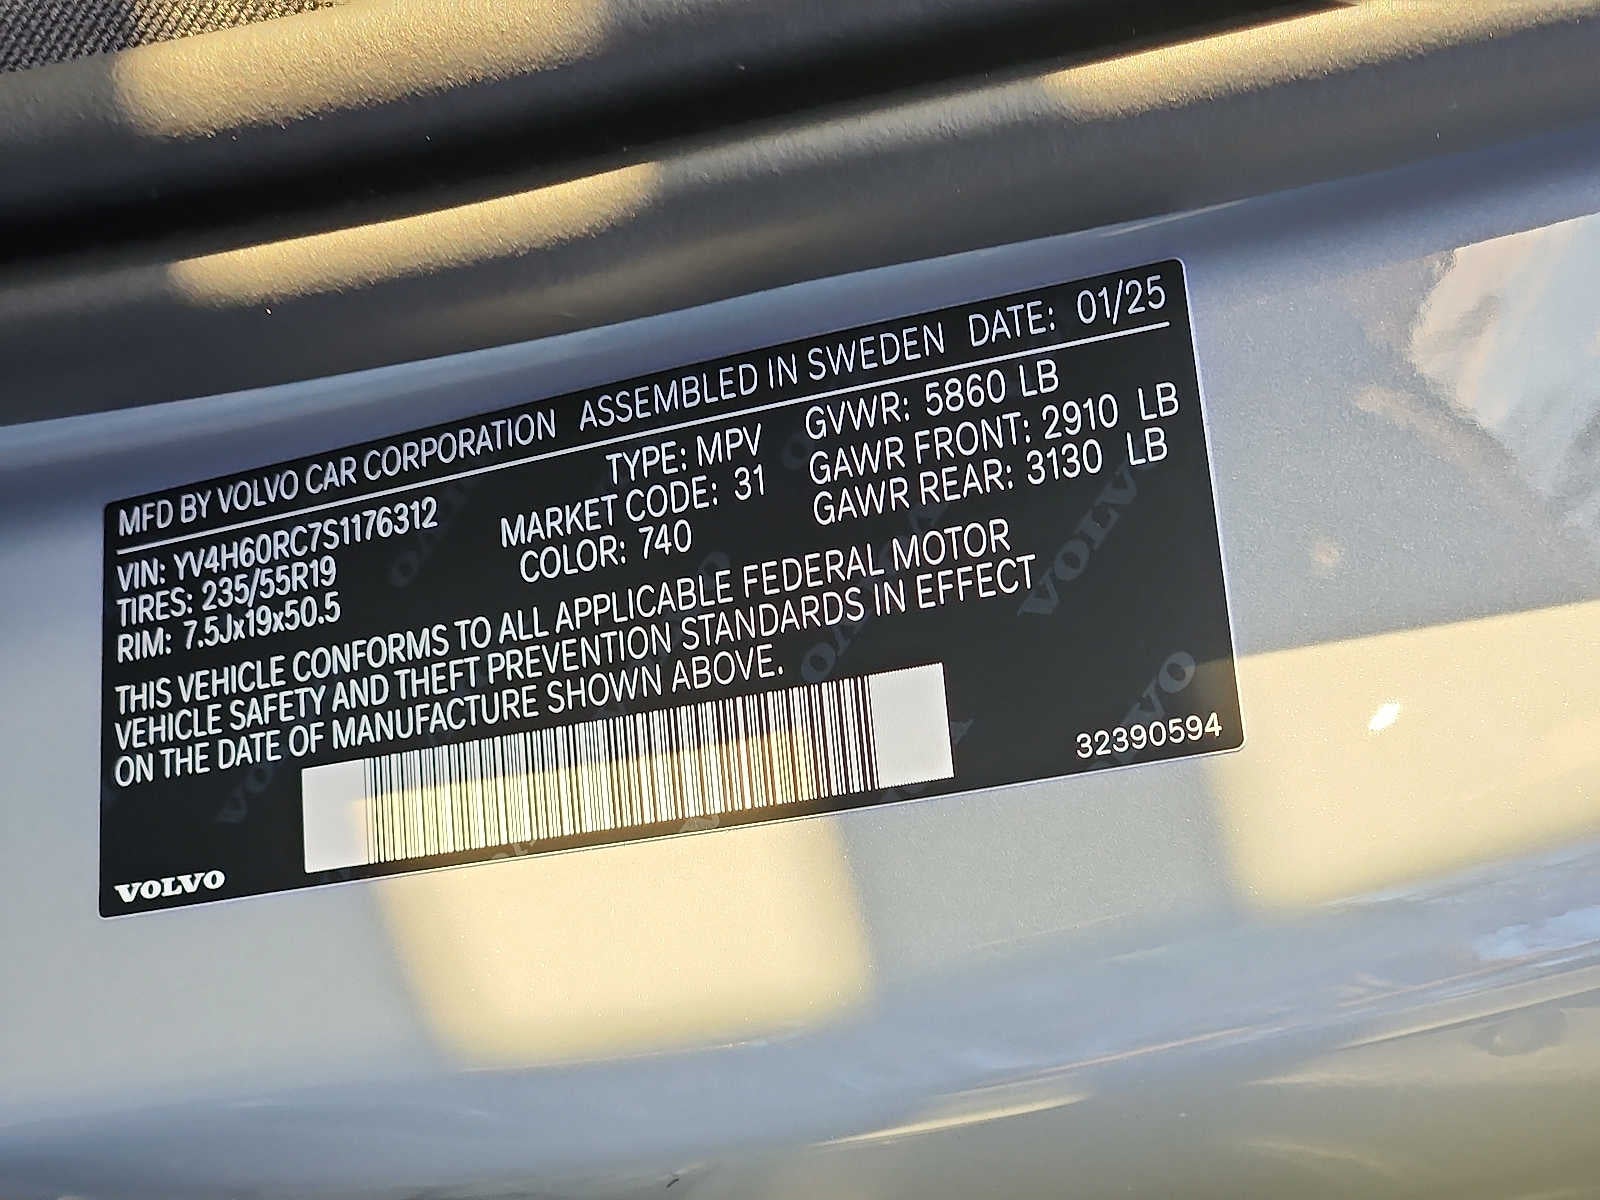 MFD BY VOLVO CAR CORPORATION ASSEMBLED IN SWEDEN DATE: 01/25
VIN: YV4H60RC7S1176312 TYPE: MPV GVWR: 5860 LB
TIRES: 235/55R19 MARKET CODE: 31 GAWR FRONT: 2910 LB
RIM: 7.5Jx19x50.5 COLOR: 740 GAWR REAR: 3130 LB
THIS VEHICLE CONFORMS TO ALL APPLICABLE FEDERAL MOTOR
VEHICLE SAFETY AND THEFT PREVENTION STANDARDS IN EFFECT
ON THE DATE OF MANUFACTURE SHOWN ABOVE.
32390594
VOLVO